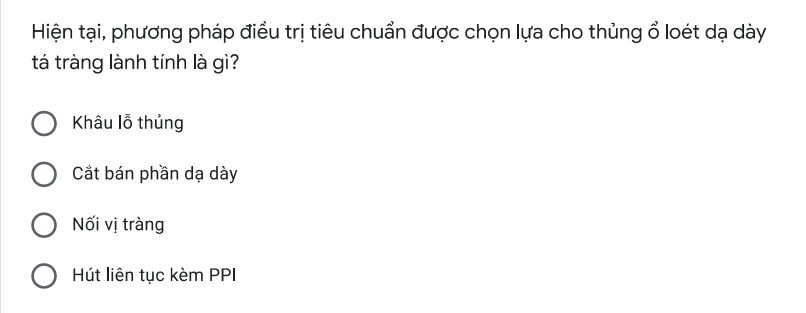 Hiện tại, phương pháp điều trị tiêu chuẩn được chọn lựa cho thủng ổ loét dạ dày
tá tràng lành tính là gì?
Khâu lỗ thủng
Cắt bán phần dạ dày
Nối vị tràng
Hút liên tục kèm PPI